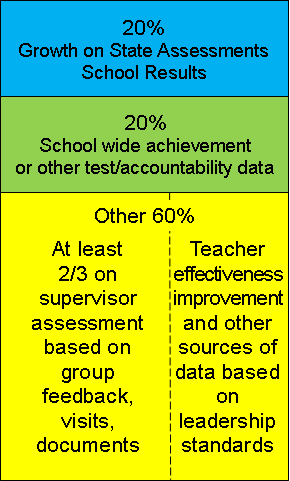 20%
Growth on State Assessments
School Results
20%
School wide achievement
or other test/accountability data
Other 60%
At least
2/3 on
supervisor
assessment
based on
group
feedback,
visits,
documents
Teacher
effectiveness
improvement
and other
sources of
data based
on
leadership
standards